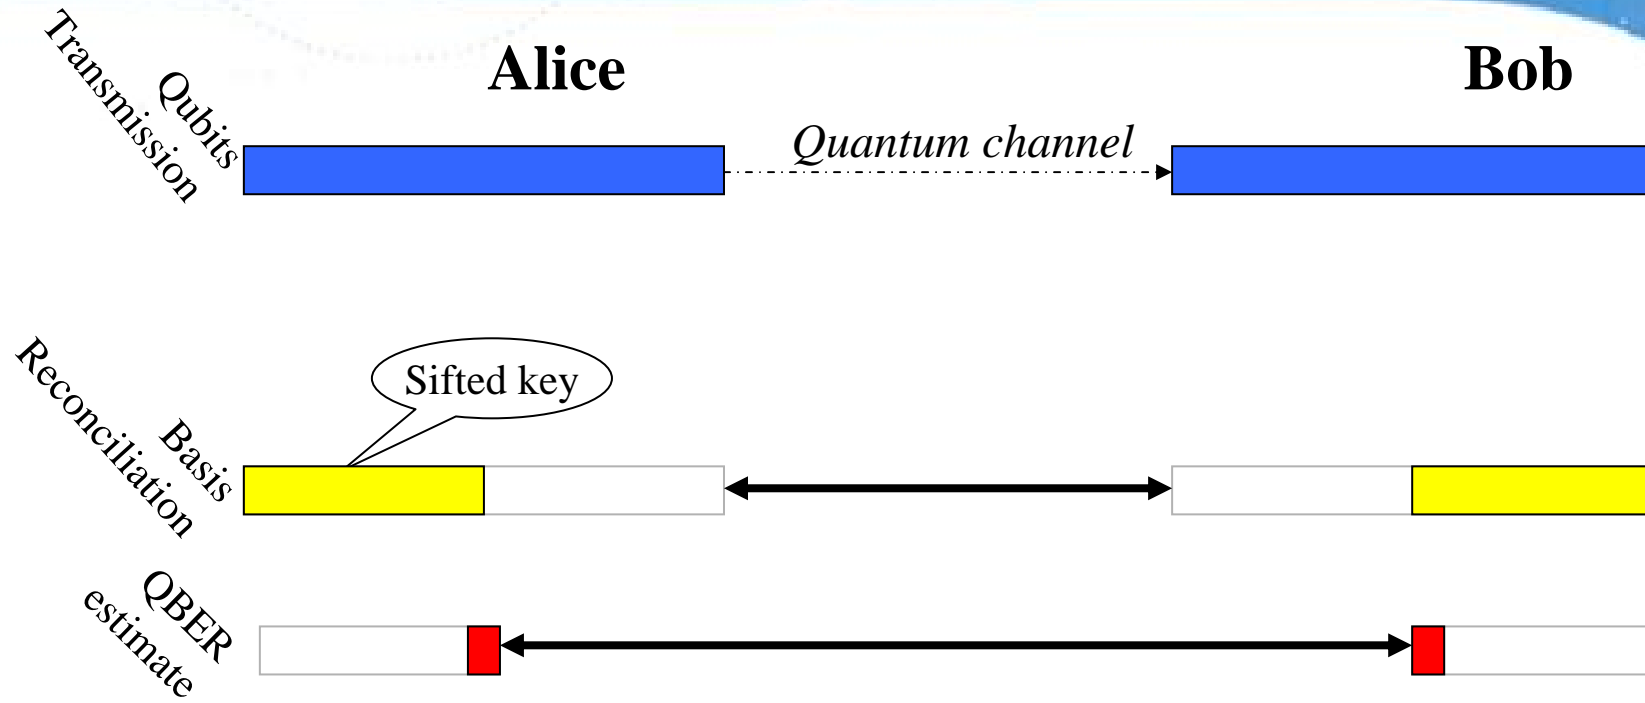 Alice
Bob
Qubits
Transmission
Quantum channel
Sifted key
Basis
Reconciliation
QBER
estimate